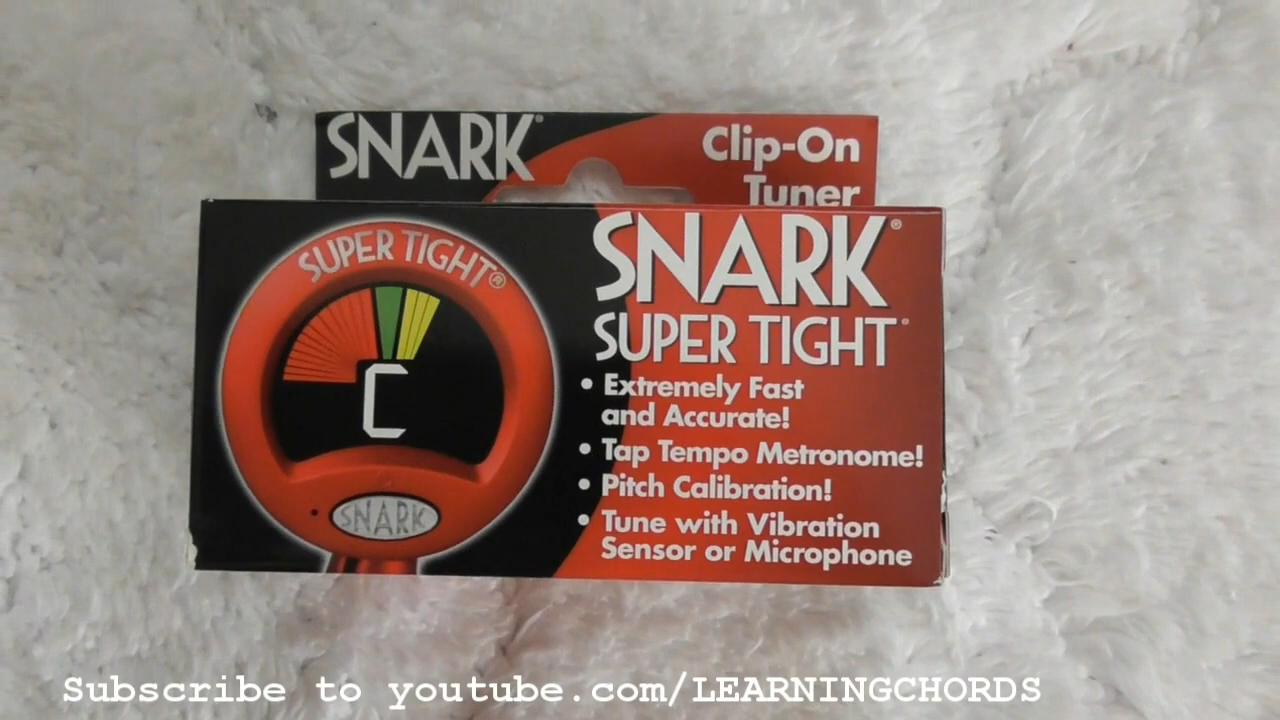 SNARK®
Clip-On
Tuner
SUPER TIGHT®
C
SNARK
SNARK®
SUPER TIGHT®
• Extremely Fast
and Accurate!
• Tap Tempo Metronome!
• Pitch Calibration!
• Tune with Vibration
Sensor or Microphone
Subscribe to youtube.com/LEARNINGCHORDS